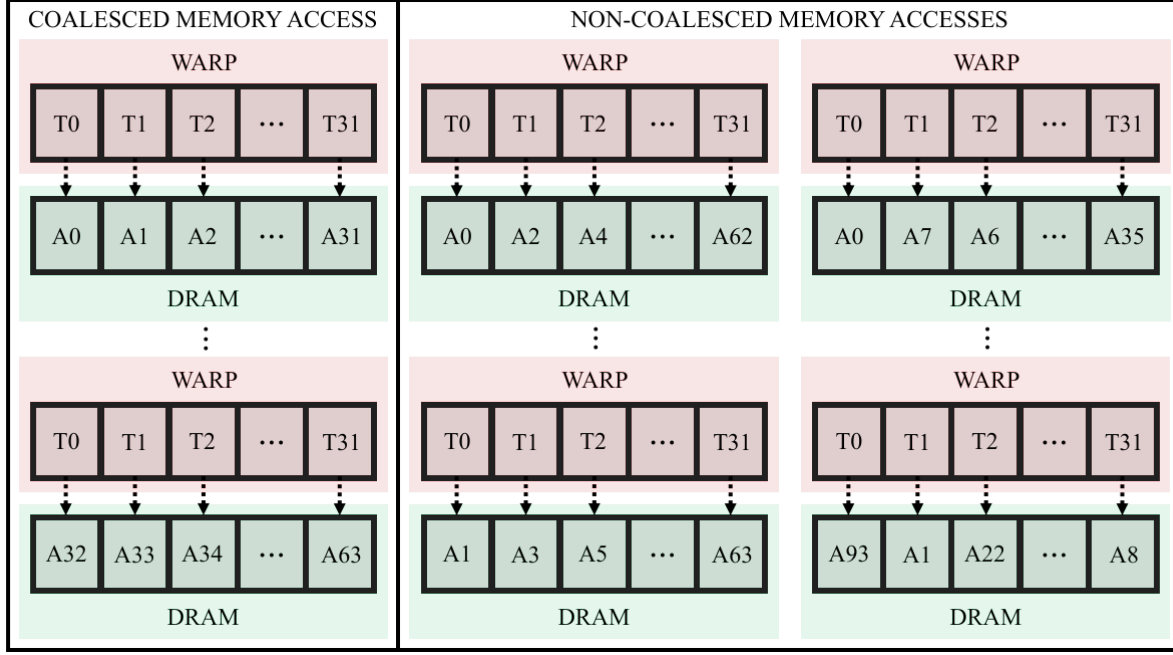 COALESCED MEMORY ACCESS
WARP
T0 T1 T2 ... T31
A0 A1 A2 ... A31
DRAM
⋮
WARP
T0 T1 T2 ... T31
A32 A33 A34 ... A63
DRAM
NON-COALESCED MEMORY ACCESSES
WARP
T0 T1 T2 ... T31
A0 A2 A4 ... A62
DRAM
⋮
WARP
T0 T1 T2 ... T31
A1 A3 A5 ... A63
DRAM
WARP
T0 T1 T2 ... T31
A0 A7 A6 ... A35
DRAM
⋮
WARP
T0 T1 T2 ... T31
A93 A1 A22 ... A8
DRAM